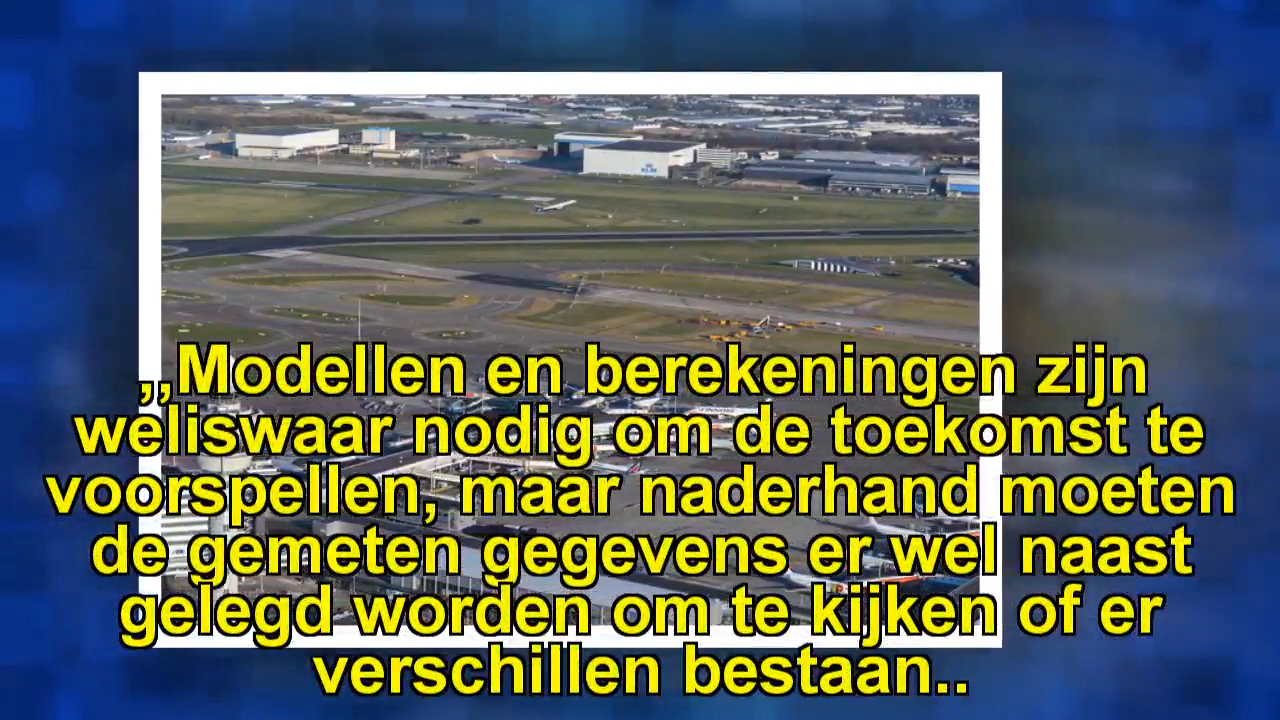 KLM
,,Modellen en berekeningen zijn
weliswaar nodig om de toekomst te
voorspellen, maar naderhand moeten
de gemeten gegevens er wel naast
gelegd worden om te kijken of er
verschillen bestaan..